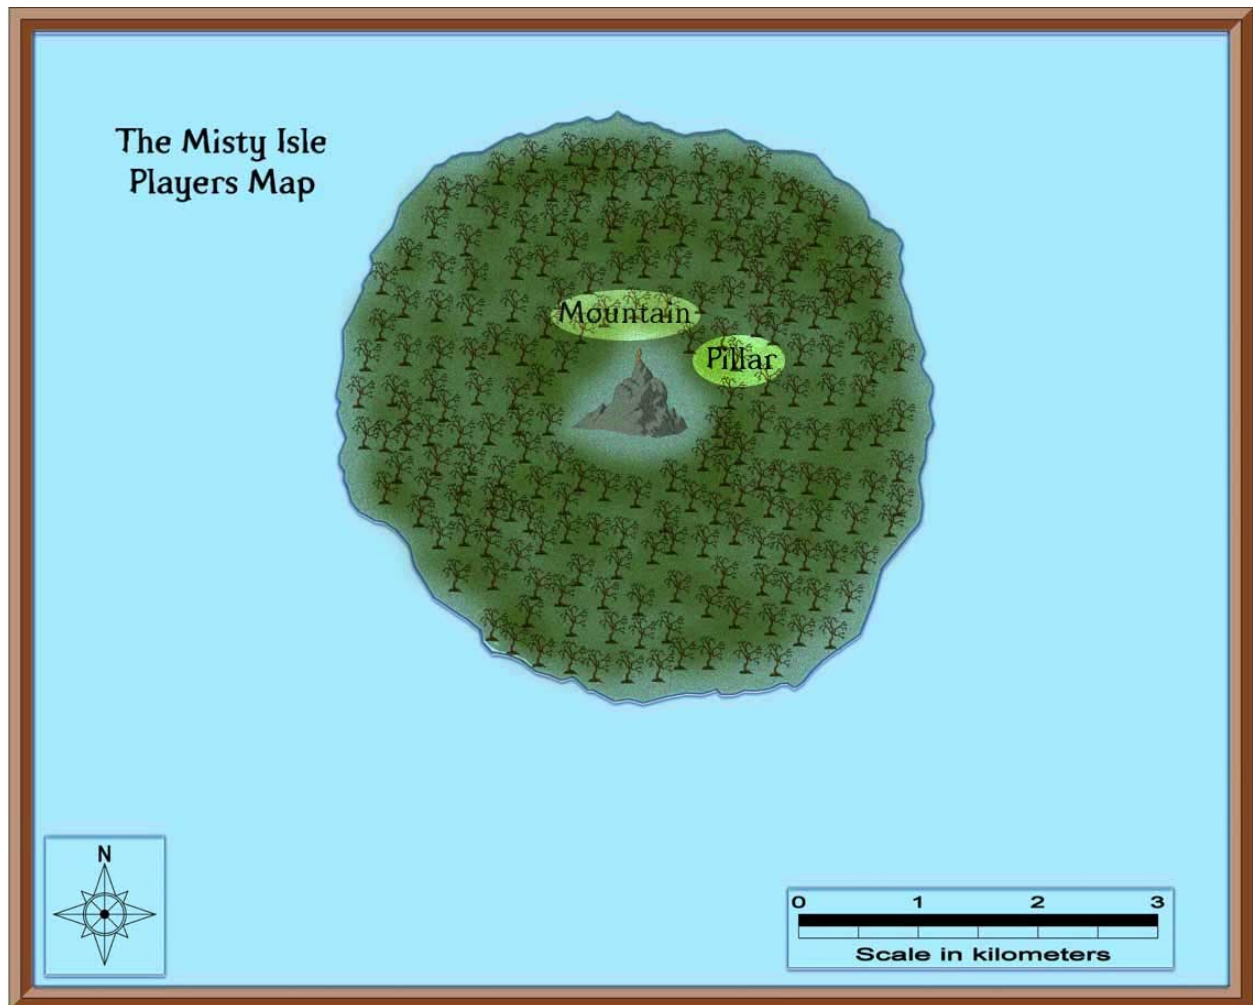 The Misty Isle
Players Map
Mountain
Pillar
N
0 1 2 3
Scale in kilometers